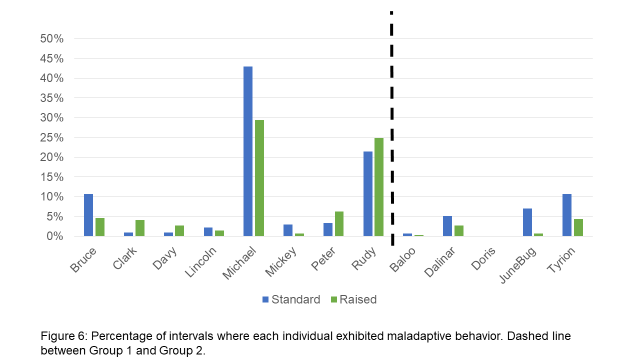 50%
45%
40%
35%
30%
25%
20%
15%
10%
5%
0%
Bruce
Clark
Davy
Lincoln
Michael
Mickey
Peter
Rudy
Baloo
Dalinar
Doris
JuneBug
Tyrion
Standard Raised
Figure 6: Percentage of intervals where each individual exhibited maladaptive behavior. Dashed line
between Group 1 and Group 2.